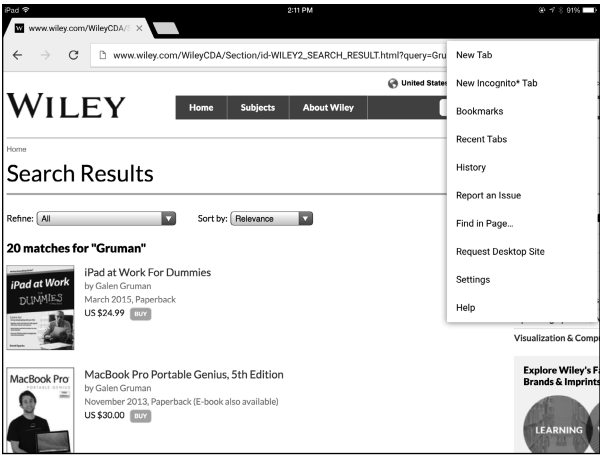 iPad
2:11 PM
91%
W www.wiley.com/WileyCDA/S ×
www.wiley.com/WileyCDA/Section/id-WILEY2_SEARCH_RESULT.html?query=Gru
New Tab
New Incognito* Tab
Bookmarks
Recent Tabs
History
Report an Issue
Find in Page...
Request Desktop Site
Settings
Help
United States
WILEY
Home Subjects About Wiley
Home
Search Results
Refine: All Sort by: Relevance
20 matches for "Gruman"
iPad at Work
DUMMIES
iPad at Work For Dummies
by Galen Gruman
March 2015, Paperback
US $24.99 BUY
MacBook Pro
PORTABLE GENIUS
MacBook Pro Portable Genius, 5th Edition
by Galen Gruman
November 2013, Paperback (E-book also available)
US $30.00 BUY
Visualization & Compu
Explore Wiley's Fa
Brands & Imprints
LEARNING